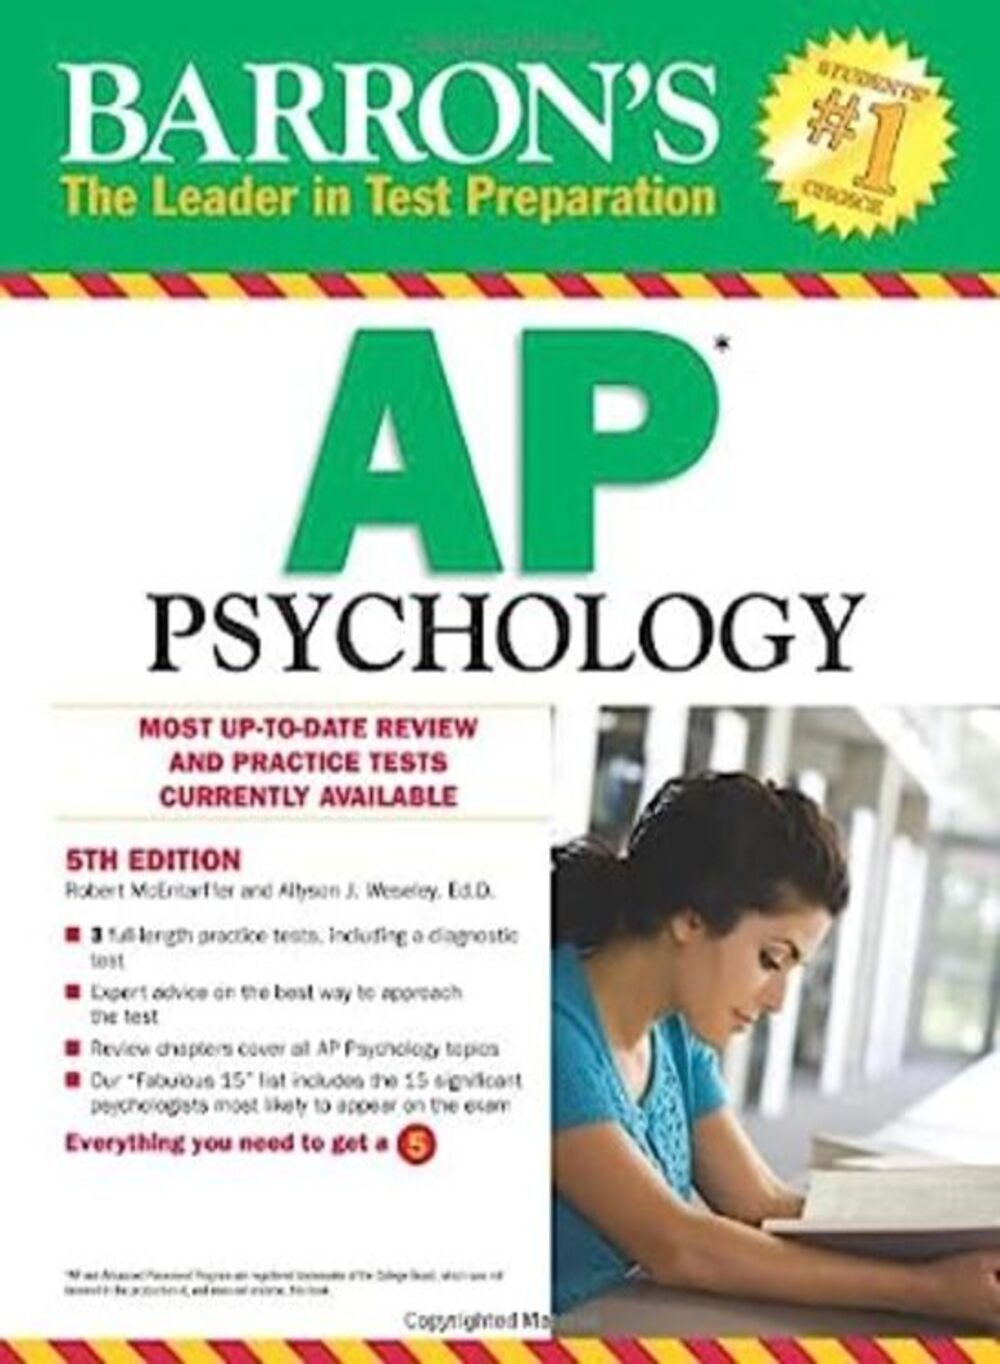 BARRON'S
The Leader in Test Preparation
STUDENTS'
#1
CHOICE
AP*
PSYCHOLOGY
MOST UP-TO-DATE REVIEW
AND PRACTICE TESTS
CURRENTLY AVAILABLE
5TH EDITION
Robert McEntarffer and Allyson J. Weseley, Ed.D.
3 full-length practice tests, including a diagnostic
test
Expert advice on the best way to approach
the test
Review chapters cover all AP Psychology topics
Our "Fabulous 15" list includes the 15 significant
psychologists most likely to appear on the exam
Everything you need to get a 5
Copyrighted Ma